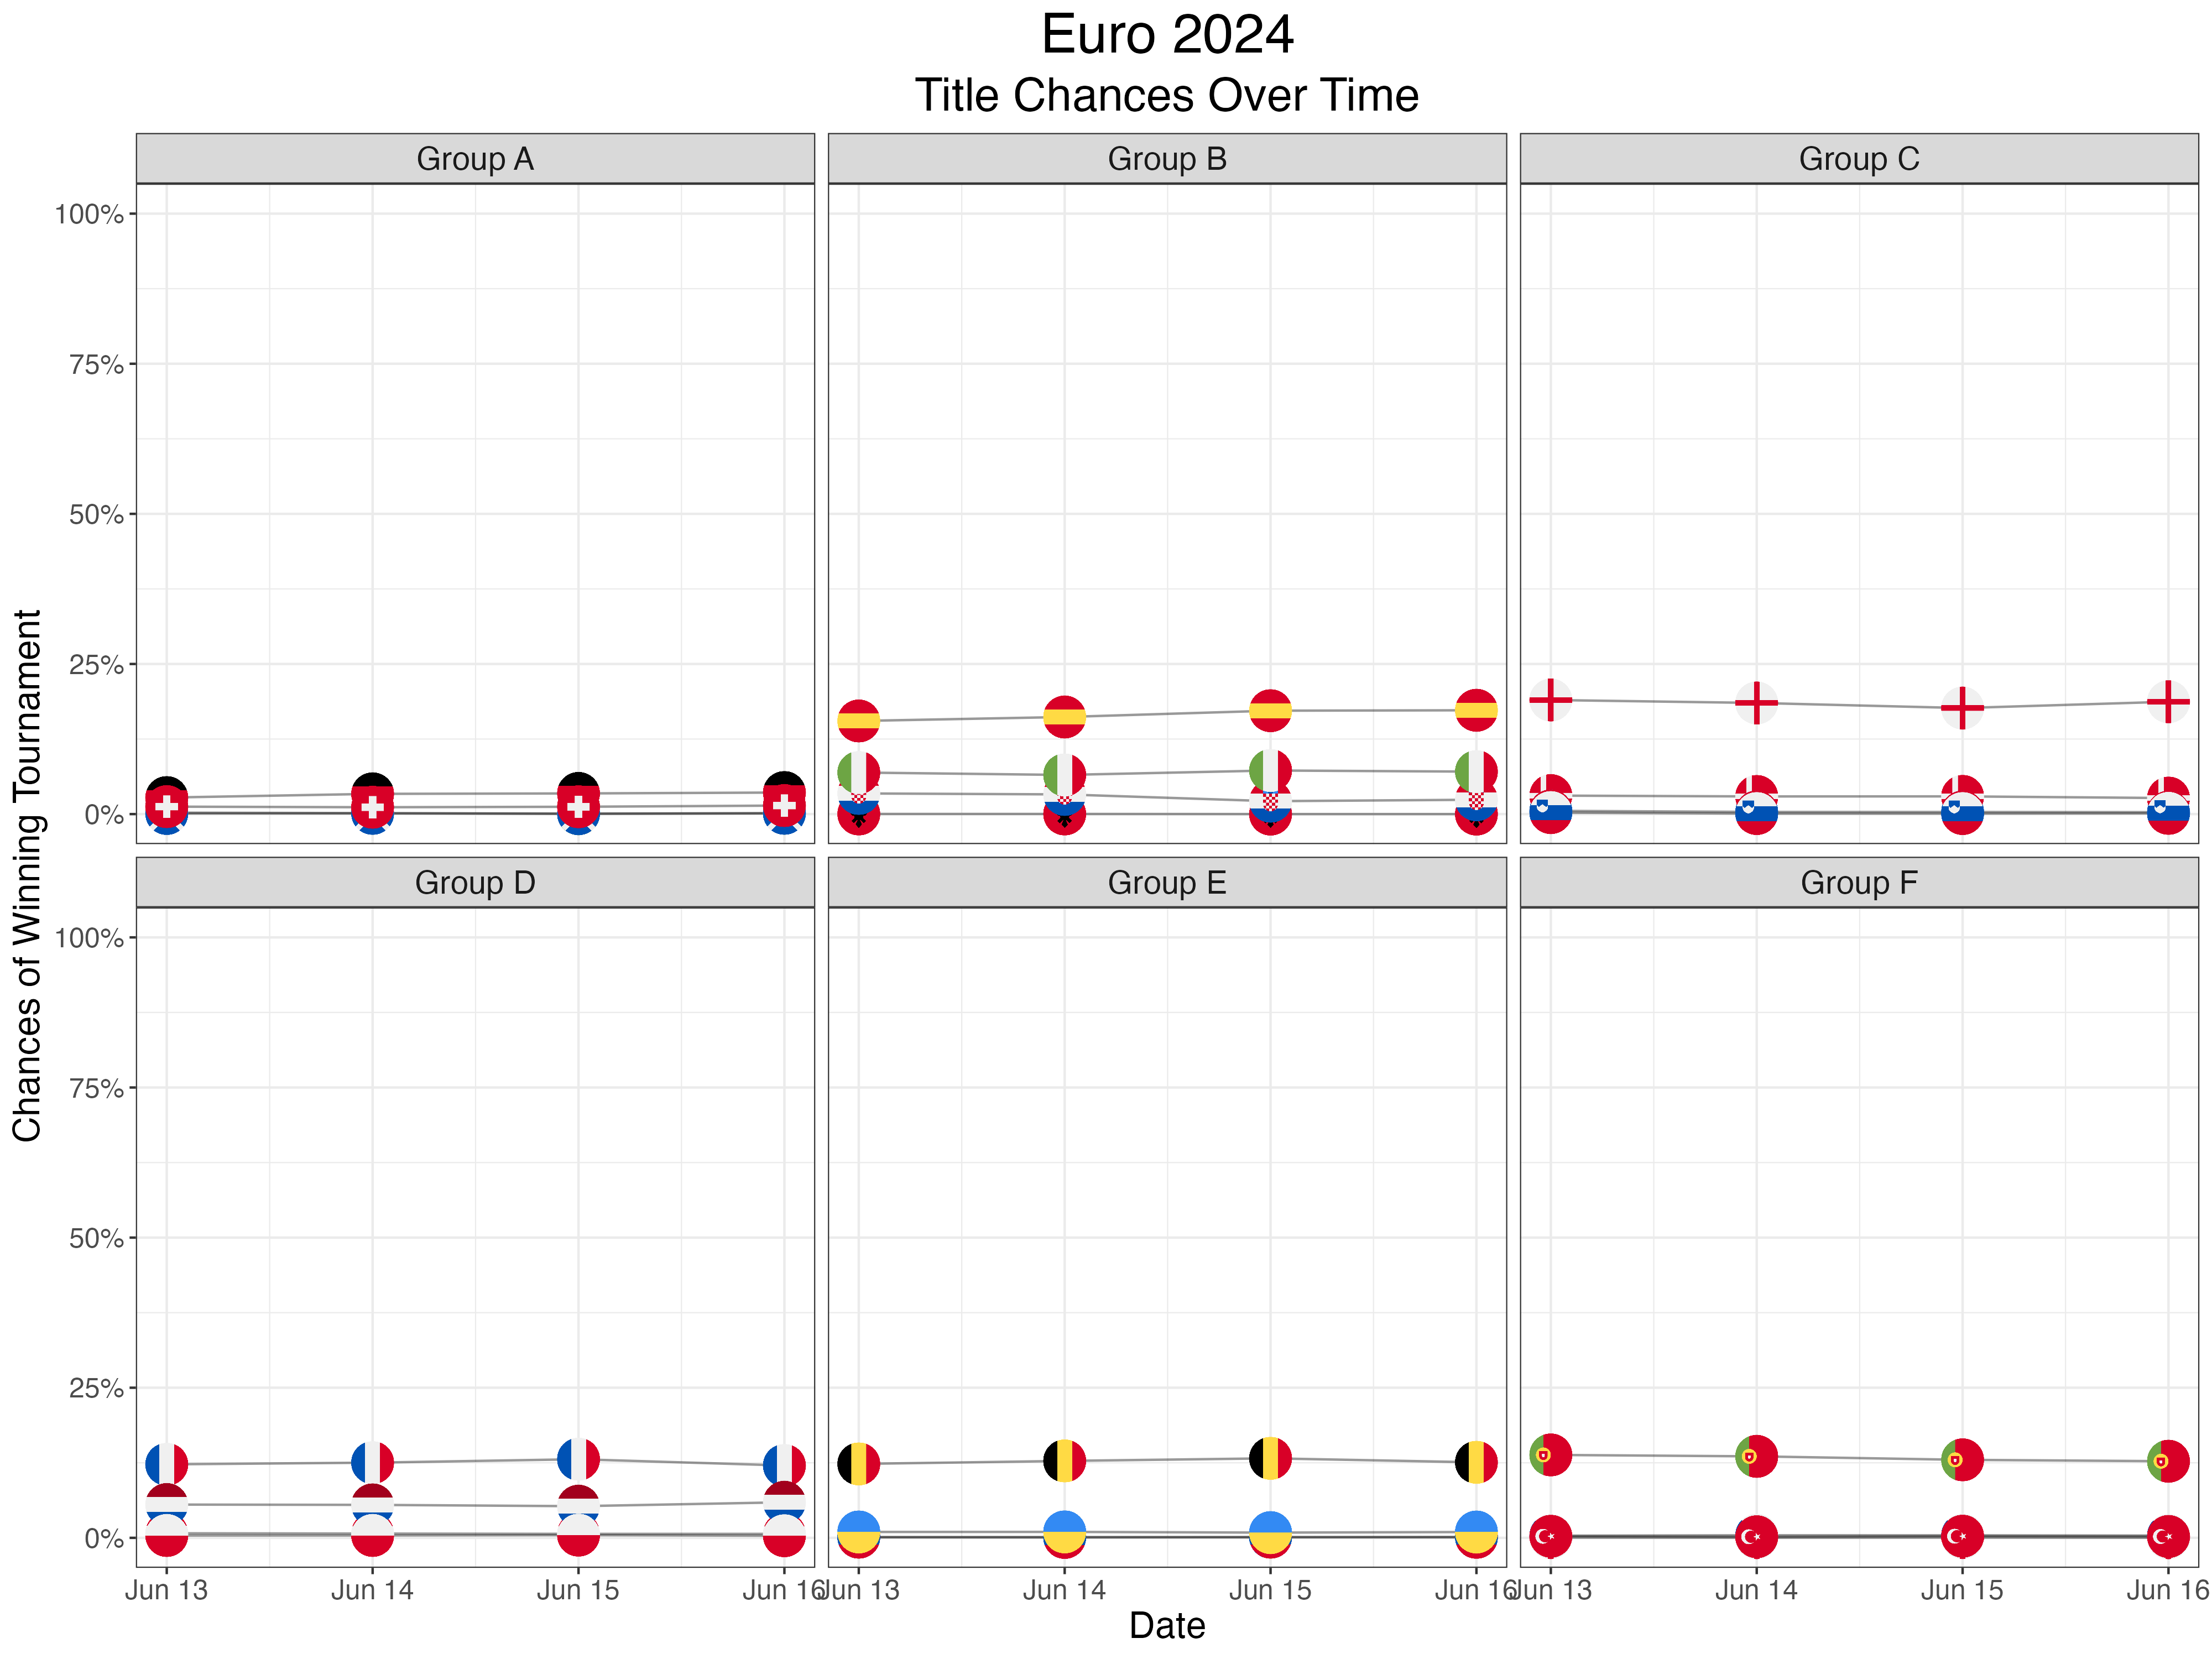 Euro 2024
Title Chances Over Time
Group A
Group B
Group C
100%
75%
50%
25%
0%
Group D
Group E
Group F
100%
75%
50%
25%
0%
Jun 13 Jun 14 Jun 15 Jun 16
Jun 13 Jun 14 Jun 15 Jun 16
Jun 13 Jun 14 Jun 15 Jun 16
Date
Chances of Winning Tournament